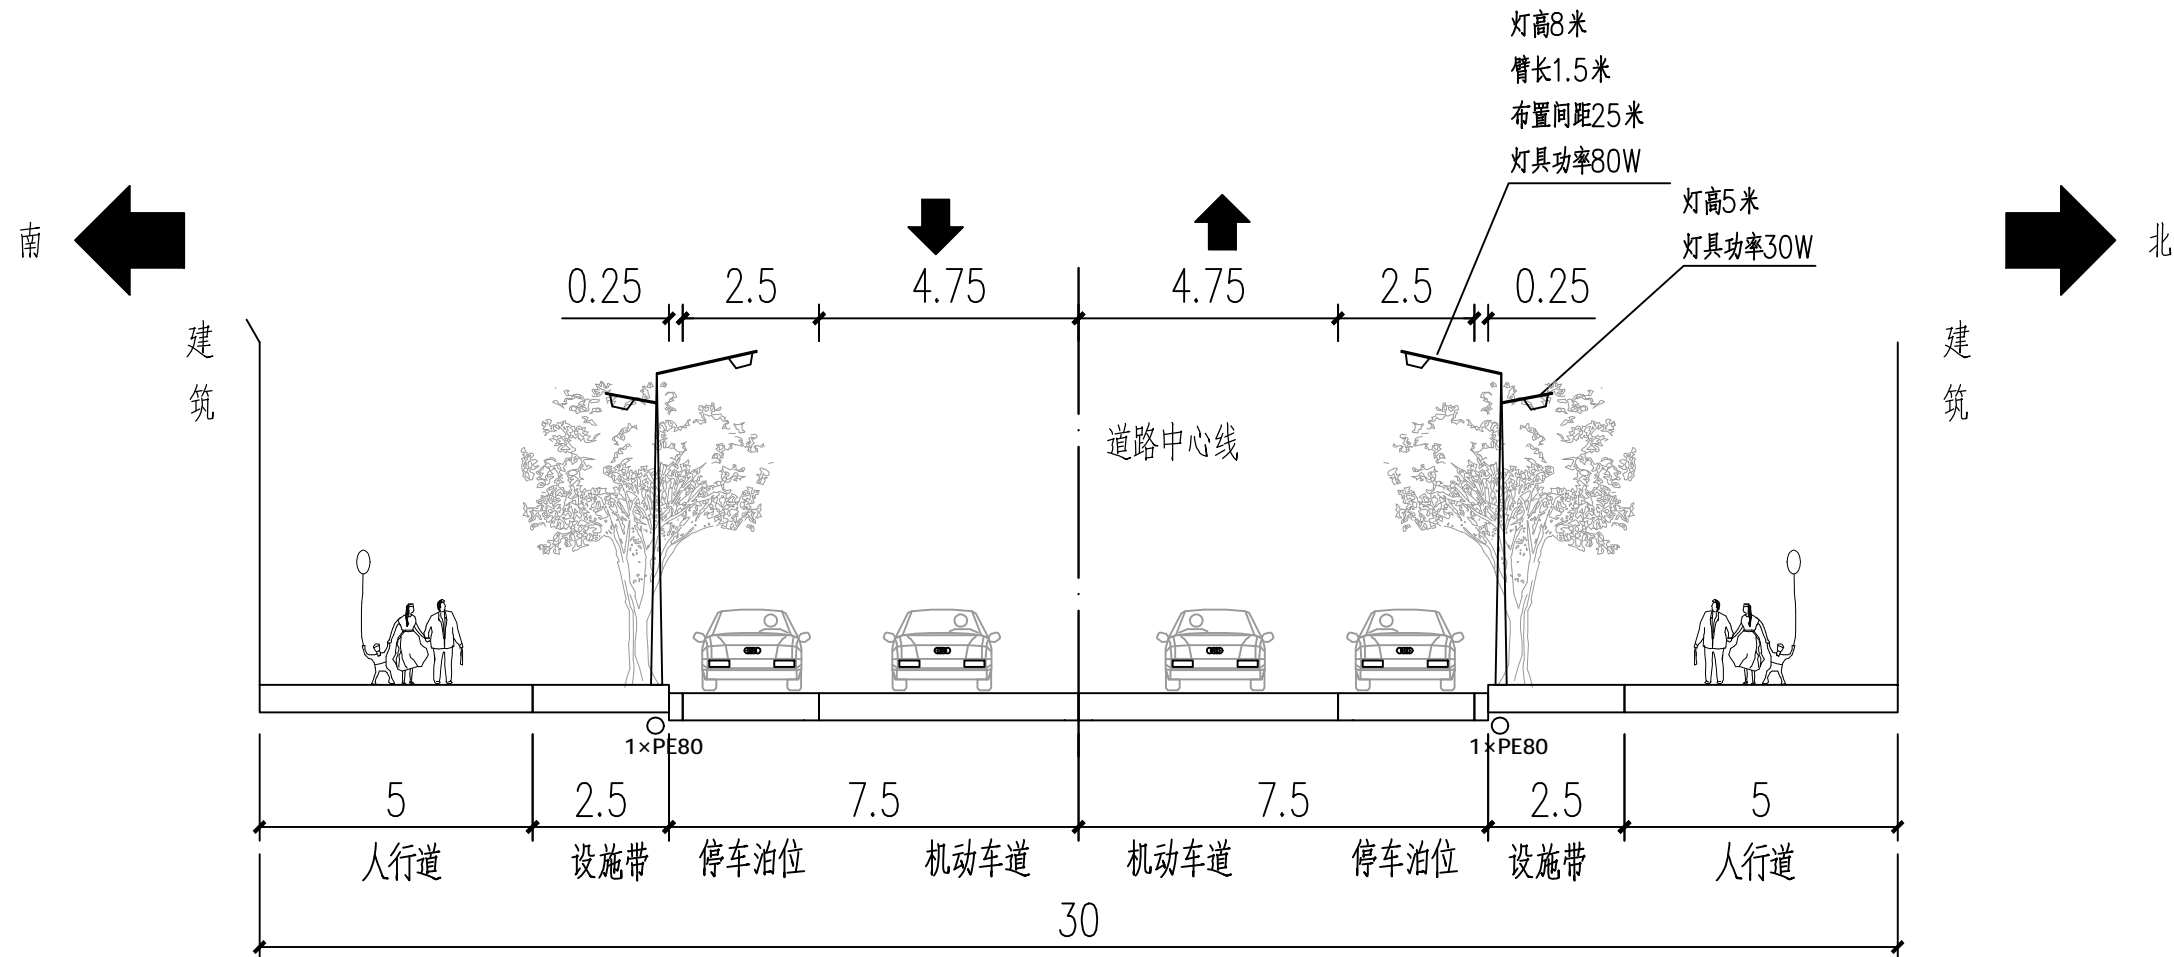 灯高8米
臂长1.5米
布置间距25米
灯具功率80W
灯高5米
灯具功率30W
南
北
0.25
2.5
4.75
4.75
2.5
0.25
建筑
建筑
道路中心线
1×PE80
1×PE80
5
2.5
7.5
7.5
2.5
5
人行道
设施带
停车泊位
机动车道
机动车道
停车泊位
设施带
人行道
30